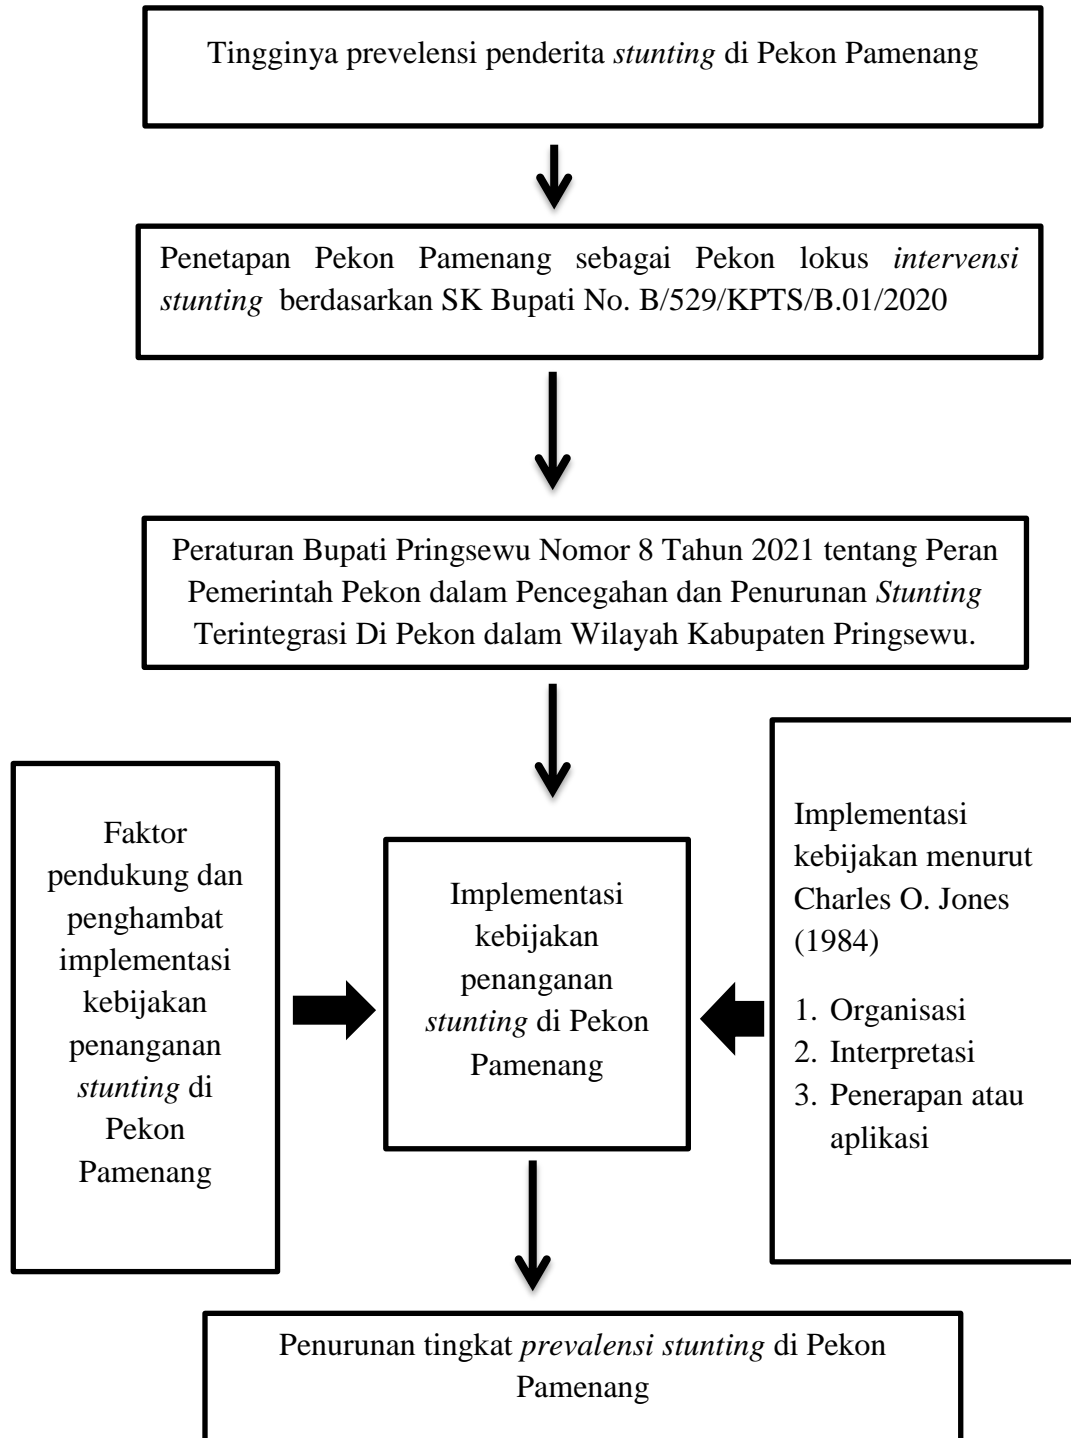 Tingginya prevelensi penderita stunting di Pekon Pamenang
Penetapan Pekon Pamenang sebagai Pekon lokus intervensi
stunting berdasarkan SK Bupati No. B/529/KPTS/B.01/2020
Peraturan Bupati Pringsewu Nomor 8 Tahun 2021 tentang Peran
Pemerintah Pekon dalam Pencegahan dan Penurunan Stunting
Terintegrasi Di Pekon dalam Wilayah Kabupaten Pringsewu.
Faktor
pendukung dan
penghambat
implementasi
kebijakan
penanganan
stunting di
Pekon
Pamenang
Implementasi
kebijakan
penanganan
stunting di Pekon
Pamenang
Implementasi
kebijakan menurut
Charles O. Jones
(1984)
1. Organisasi
2. Interpretasi
3. Penerapan atau
aplikasi
Penurunan tingkat prevalensi stunting di Pekon
Pamenang